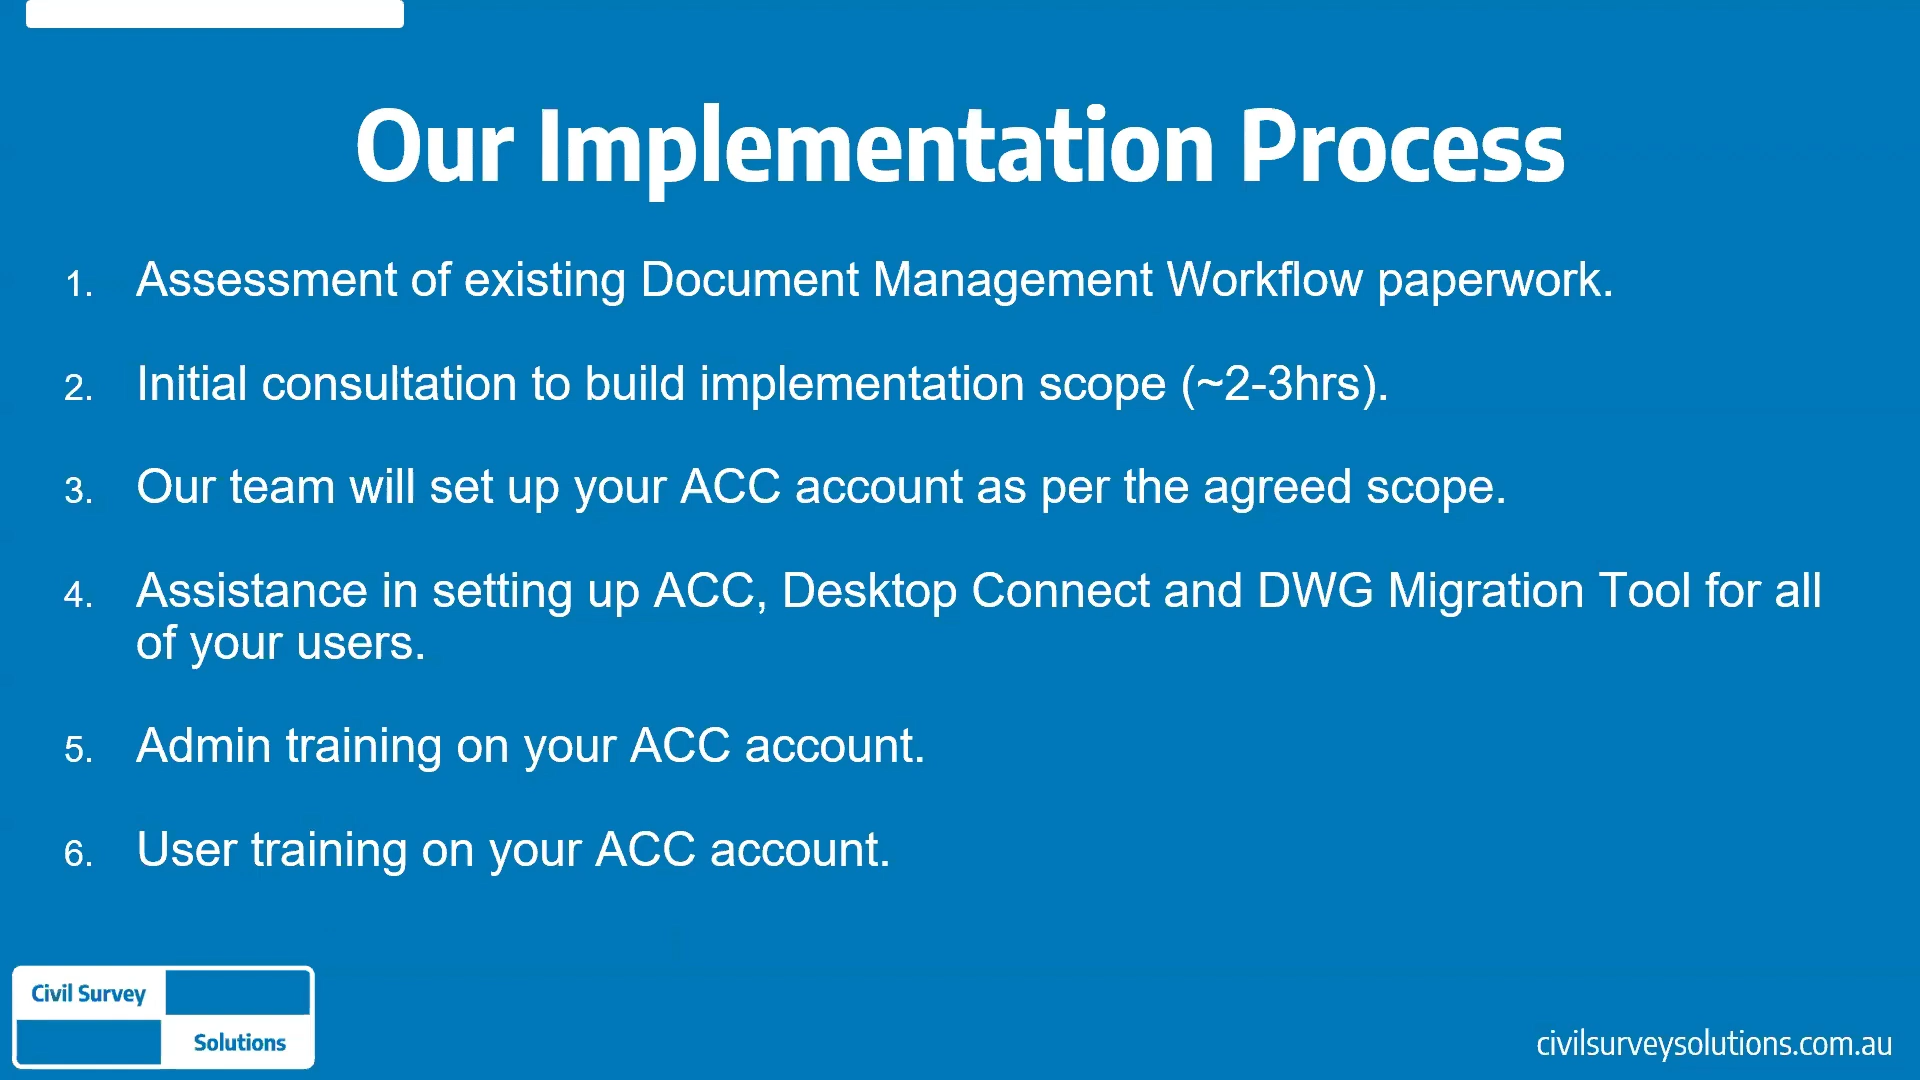 Our Implementation Process
1. Assessment of existing Document Management Workflow paperwork.
2. Initial consultation to build implementation scope (~2-3hrs).
3. Our team will set up your ACC account as per the agreed scope.
4. Assistance in setting up ACC, Desktop Connect and DWG Migration Tool for all
of your users.
5. Admin training on your ACC account.
6. User training on your ACC account.
Civil Survey
Solutions
civilsurveysolutions.com.au